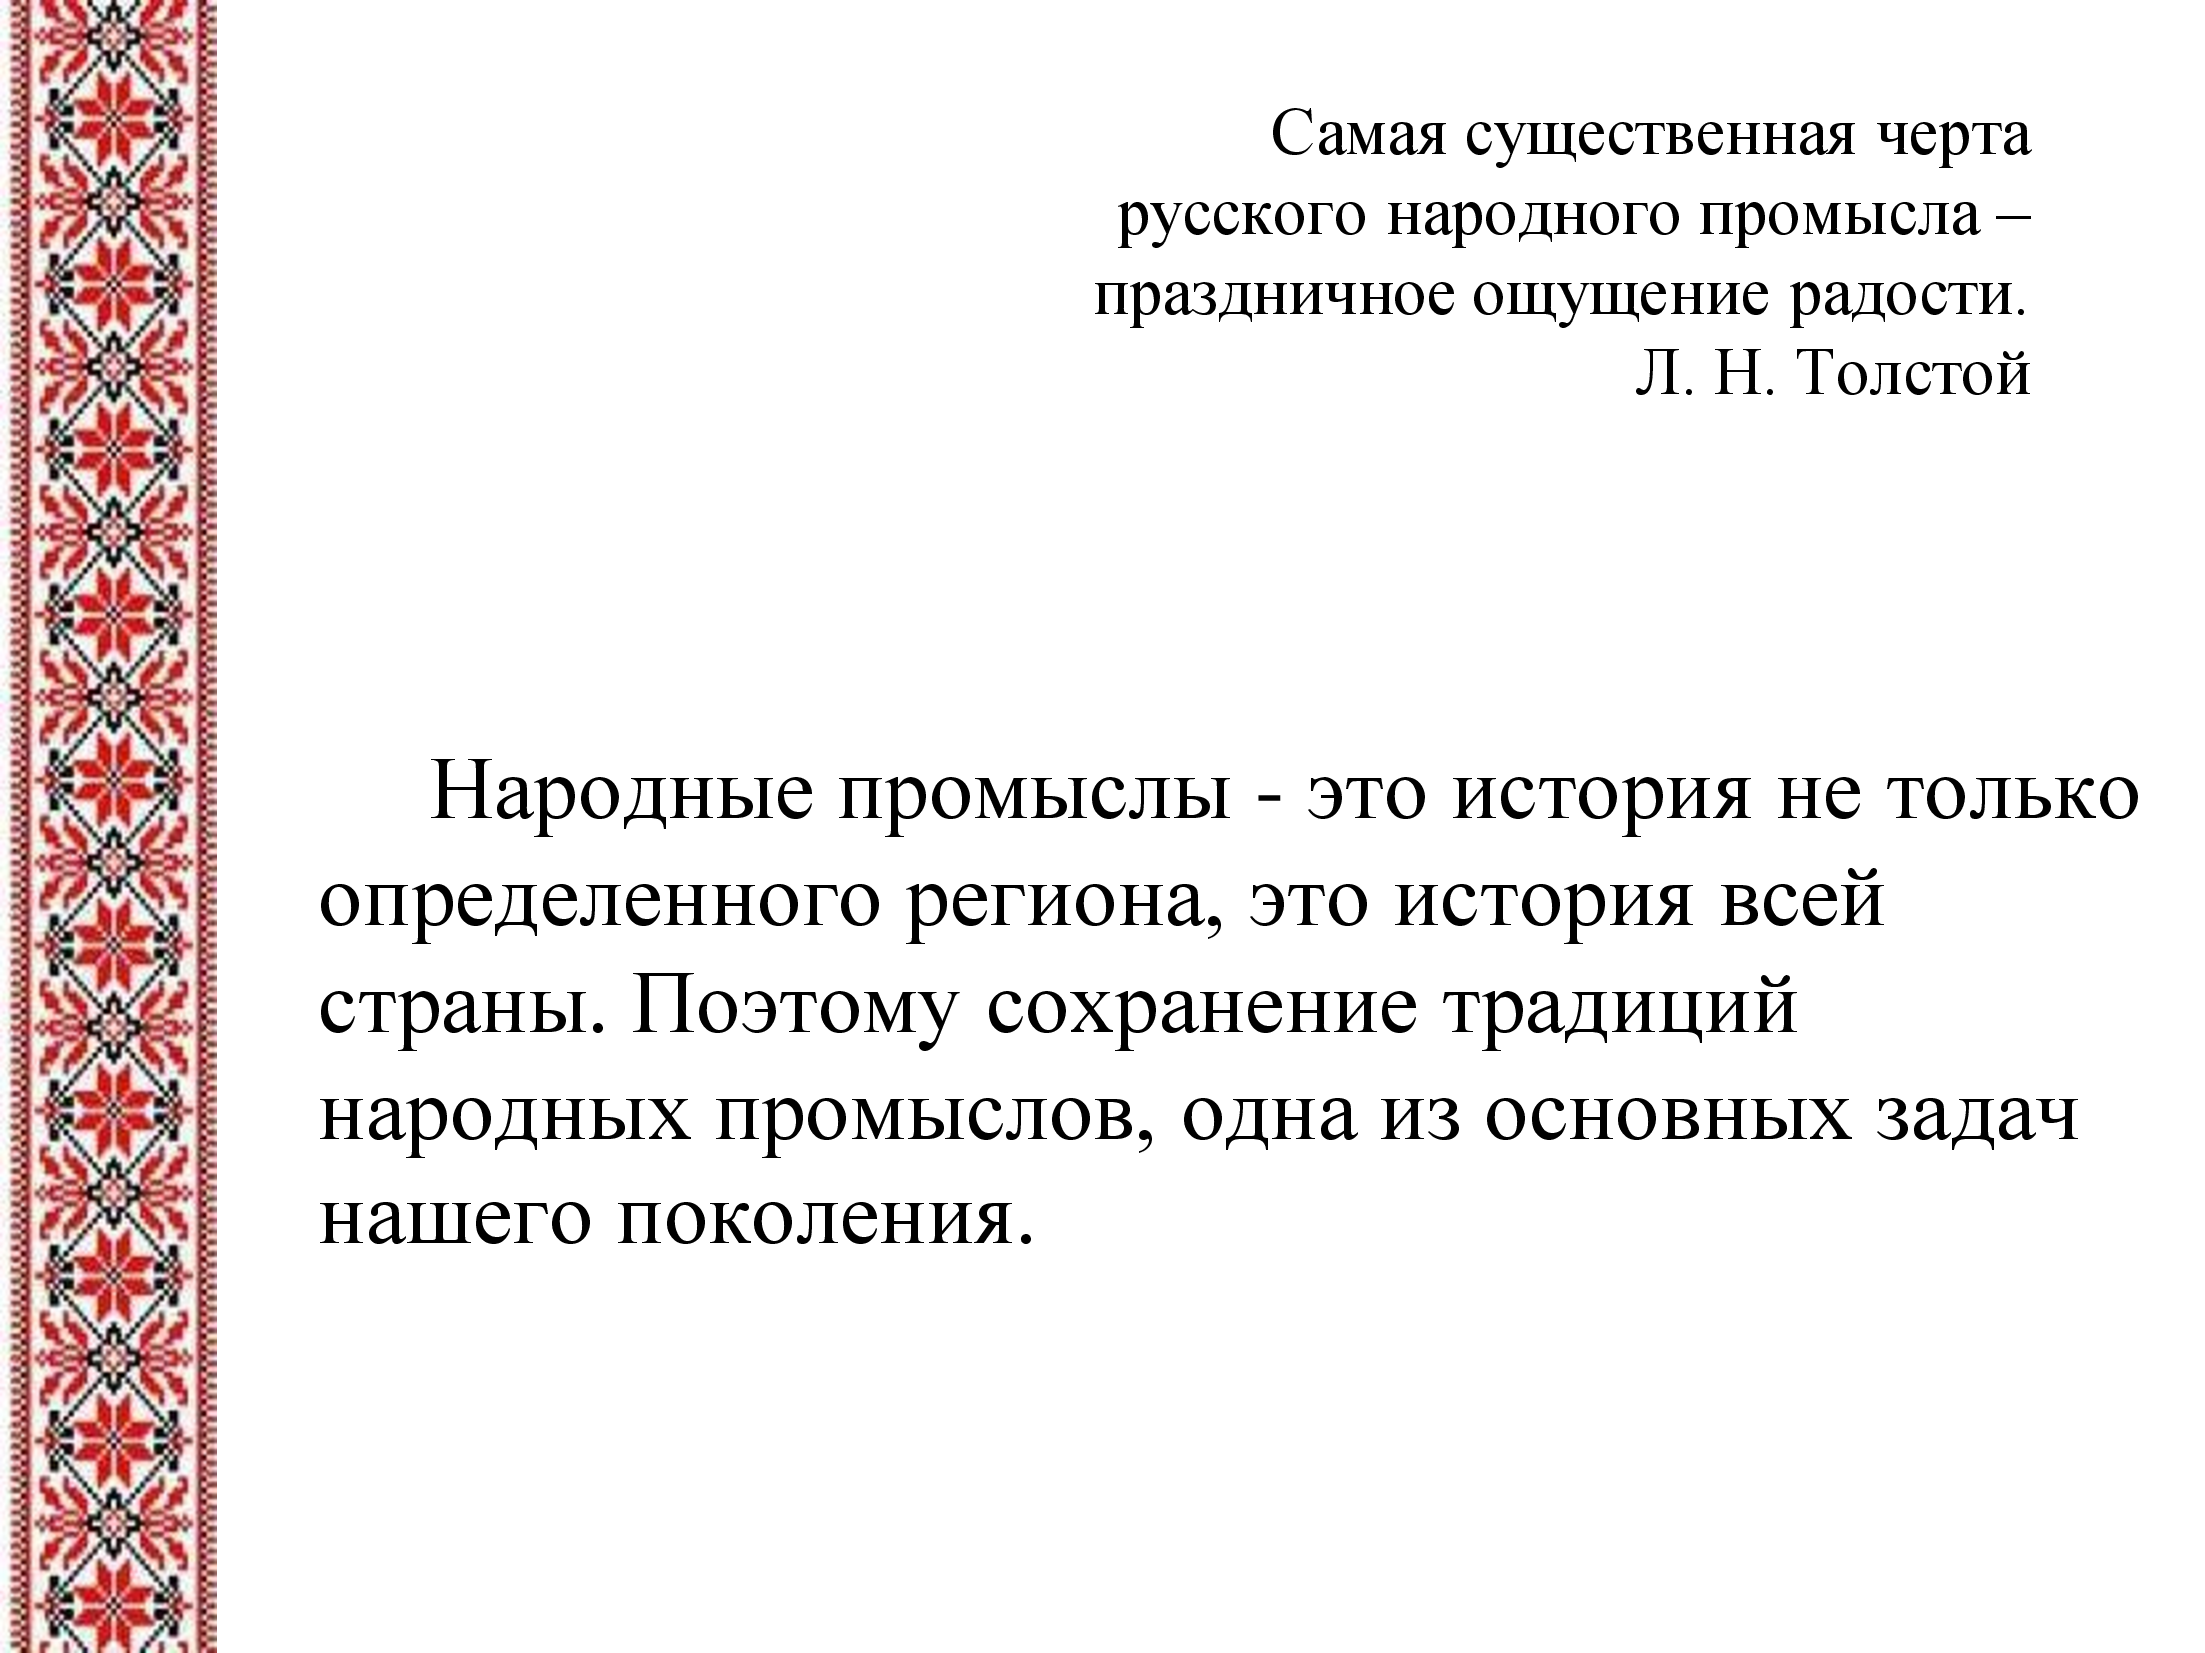 Самая существенная черта
русского народного промысла –
праздничное ощущение радости.
Л. Н. Толстой
Народные промыслы - это история не только
определенного региона, это история всей
страны. Поэтому сохранение традиций
народных промыслов, одна из основных задач
нашего поколения.